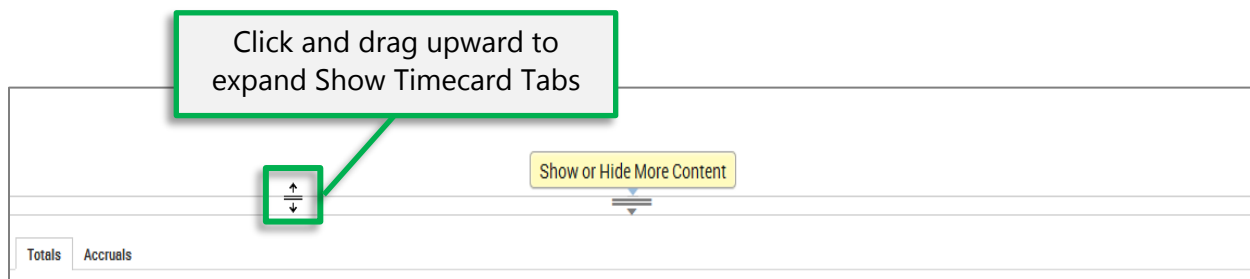 Click and drag upward to
expand Show Timecard Tabs
Show or Hide More Content
Totals Accruals